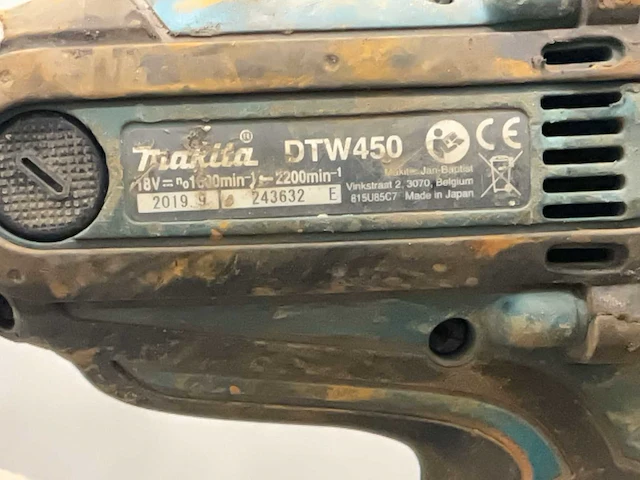 makita ® DTW450 CE
18V ⎓ n₀1600min⁻¹ ⟵ 2200min⁻¹
2019. 9 243632 E
Makita Jan-Baptist
Vinkstraat 2, 3070, Belgium
815U85C7 Made in Japan